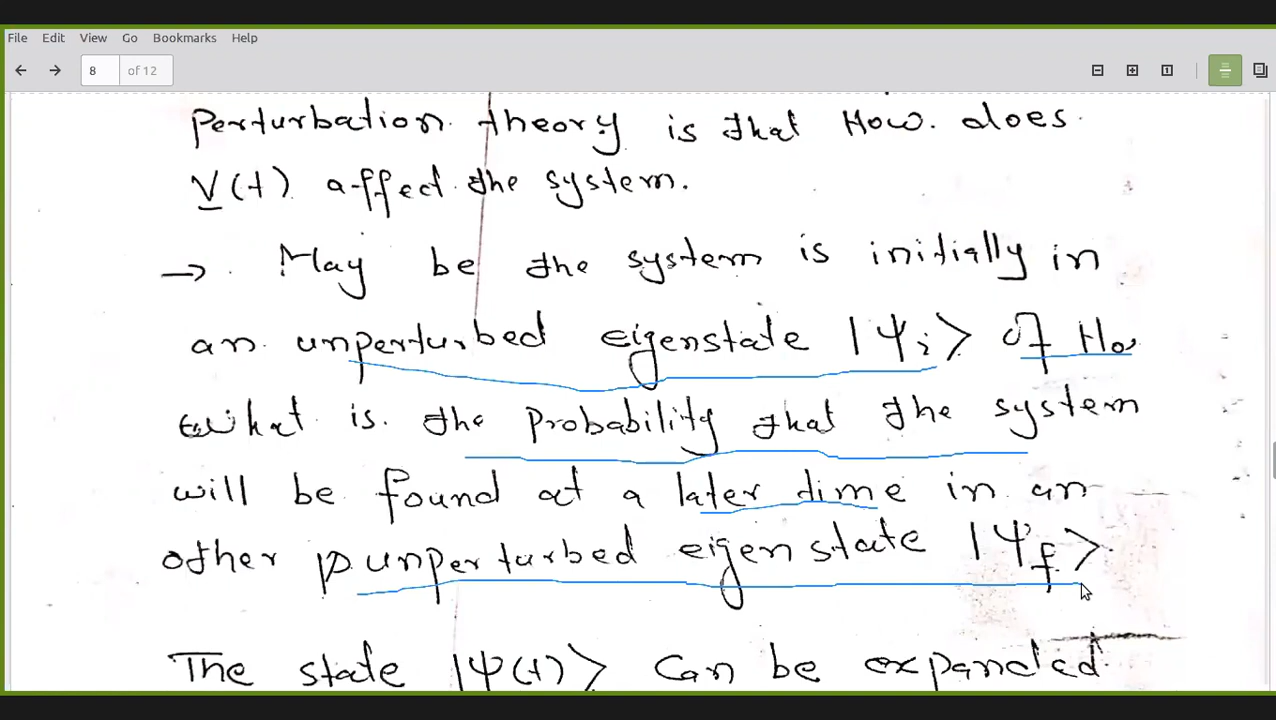 File Edit View Go Bookmarks Help
8 of 12
Perturbation theory is that How does
V(t) affect the system.
→ May be the system is initially in
an unperturbed eigenstate |Ψi> of Ho
what is the probability that the system
will be found at a later time in an
other unperturbed eigen state |Ψf>
The state |Ψ(t)> can be expanded